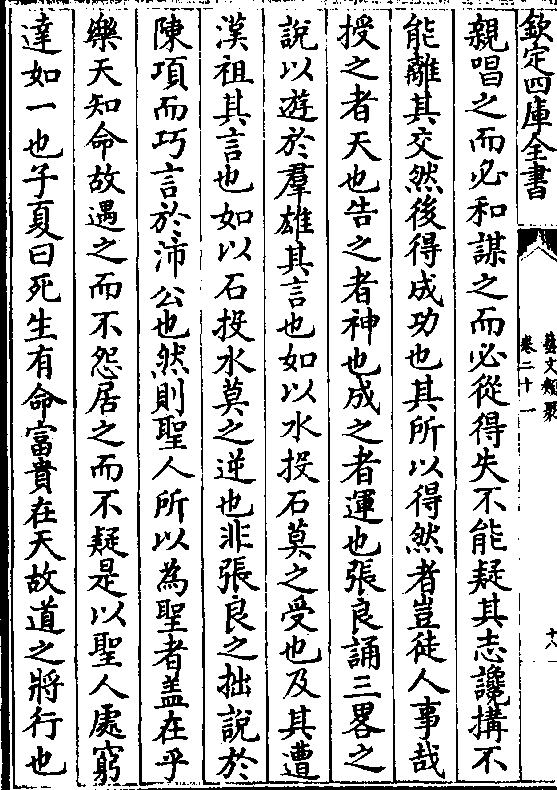 欽定四庫全書
藝文類聚
卷二十一
十八
親唱之而必和謀之而必從得失不能疑其志讒搆不
能離其交然後得成功也其所以得然者豈徒人事哉
授之者天也告之者神也成之者運也張良誦三畧之
說以遊於羣雄其言也如以水投石莫之受也及其遭
漢祖其言也如以石投水莫之逆也非張良之拙說於
陳項而巧言於沛公也然則聖人所以為聖者蓋在乎
樂天知命故遇之而不怨居之而不疑是以聖人處窮
達如一也子夏曰死生有命富貴在天故道之將行也